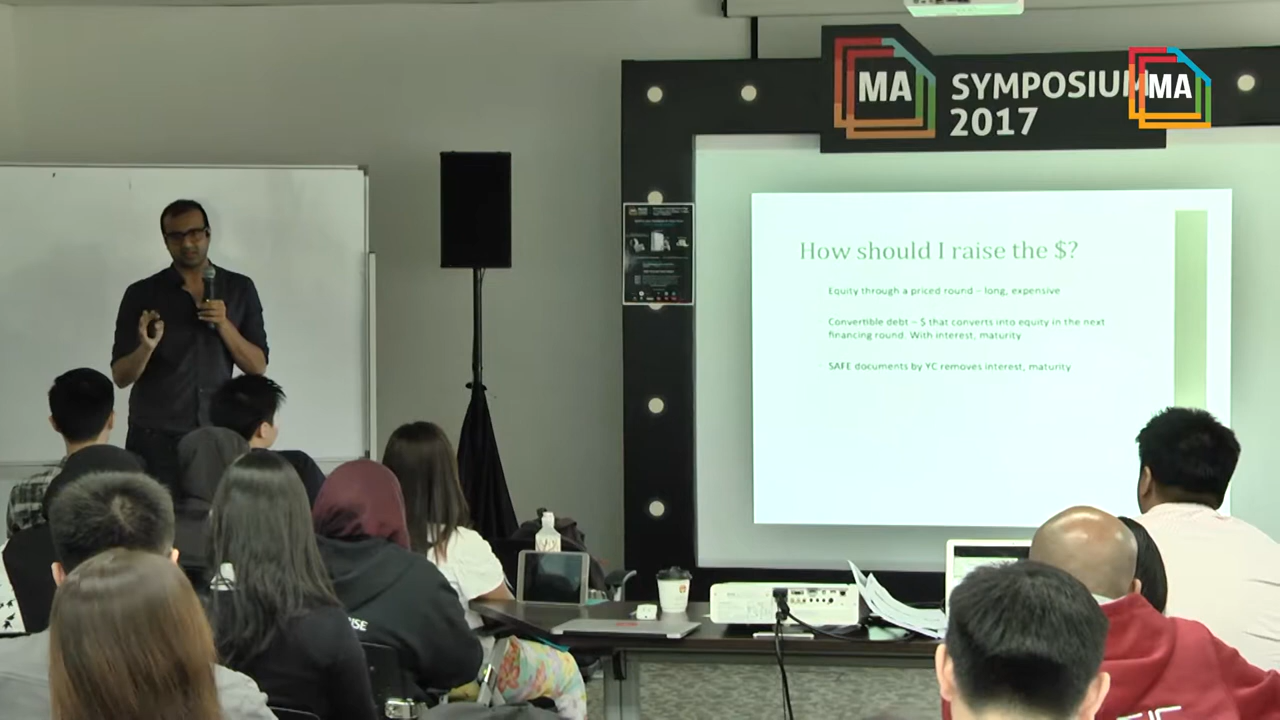 MA
SYMPOSIUM
2017
MA
How should I raise the $?
Equity through a priced round – long, expensive
Convertible debt – $ that converts into equity in the next
financing round. With interest, maturity
SAFE documents by YC removes interest, maturity